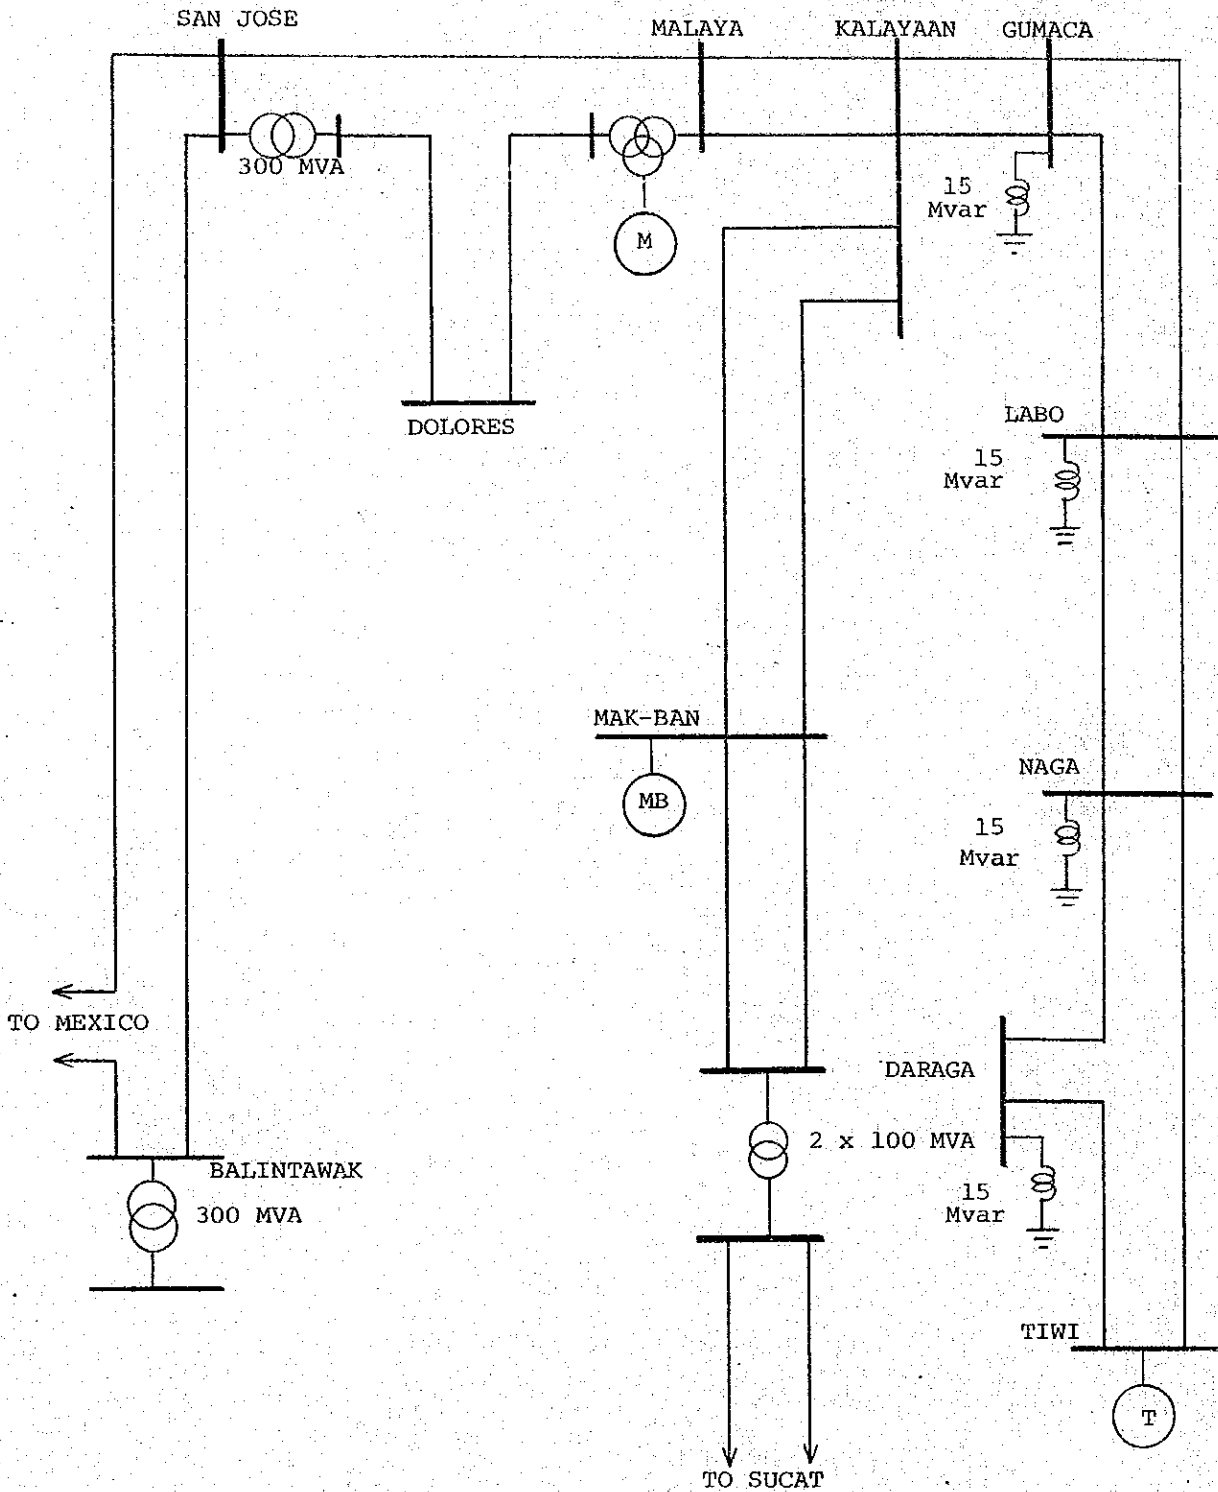 SAN JOSE
MALAYA
KALAYAAN
GUMACA
300 MVA
M
15
Mvar
DOLORES
LABO
15
Mvar
MAK-BAN
MB
NAGA
15
Mvar
TO MEXICO
DARAGA
2 x 100 MVA
BALINTAWAK
300 MVA
15
Mvar
TIWI
T
TO SUCAT